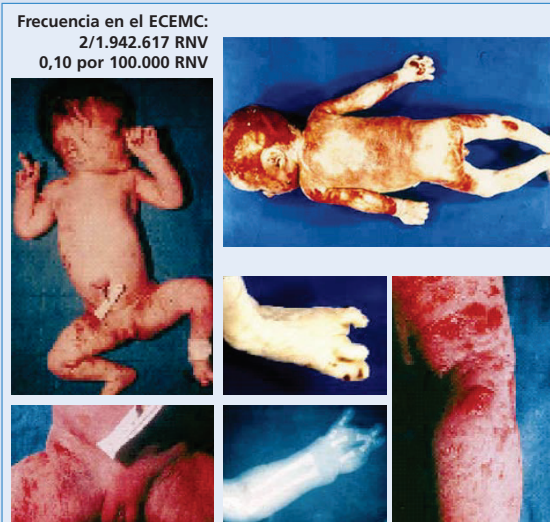 Frecuencia en el ECEMC:
2/1.942.617 RNV
0,10 por 100.000 RNV